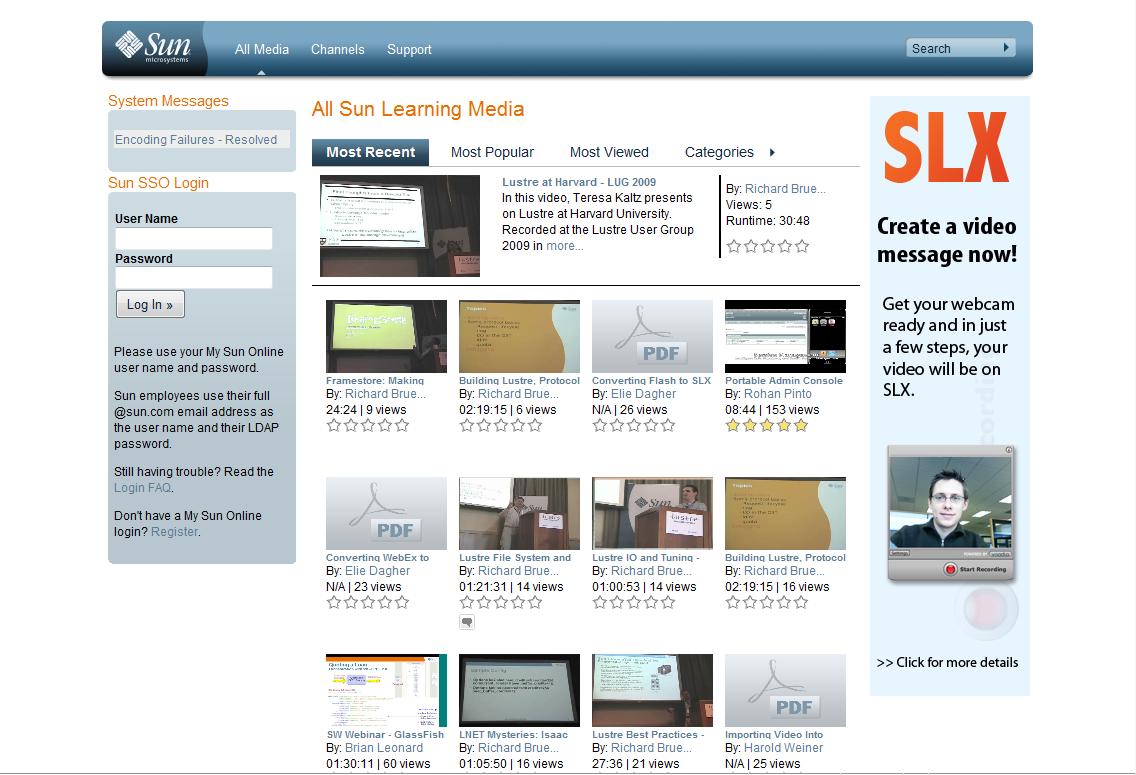 Sun
microsystems
All Media
Channels
Support
Search
System Messages
Encoding Failures - Resolved
Sun SSO Login
User Name
Password
Log In »
Please use your My Sun Online
user name and password.
Sun employees use their full
@sun.com email address as
the user name and their LDAP
password.
Still having trouble? Read the
Login FAQ.
Don't have a My Sun Online
login? Register.
All Sun Learning Media
Most Recent
Most Popular
Most Viewed
Categories
Lustre at Harvard - LUG 2009
In this video, Teresa Kaltz presents
on Lustre at Harvard University.
Recorded at the Lustre User Group
2009 in more...
By: Richard Brue...
Views: 5
Runtime: 30:48
Framestore: Making
By: Richard Brue...
24:24 | 9 views
Building Lustre, Protocol
By: Richard Brue...
02:19:15 | 6 views
PDF
Converting Flash to SLX
By: Elie Dagher
N/A | 26 views
Portable Admin Console
By: Rohan Pinto
08:44 | 153 views
PDF
Converting WebEx to
By: Elie Dagher
N/A | 23 views
Lustre File System and
By: Richard Brue...
01:21:31 | 14 views
Sun
Lustre IO and Tuning -
By: Richard Brue...
01:00:53 | 14 views
Topics
Building Lustre, Protocol
By: Richard Brue...
02:19:15 | 16 views
SW Webinar - GlassFish
By: Brian Leonard
01:30:11 | 60 views
LNET Mysteries: Isaac
By: Richard Brue...
01:05:50 | 16 views
Lustre Best Practices -
By: Richard Brue...
27:36 | 21 views
PDF
Importing Video Into
By: Harold Weiner
N/A | 25 views
SLX
Create a video
message now!
Get your webcam
ready and in just
a few steps, your
video will be on
SLX.
Start Recording
>> Click for more details